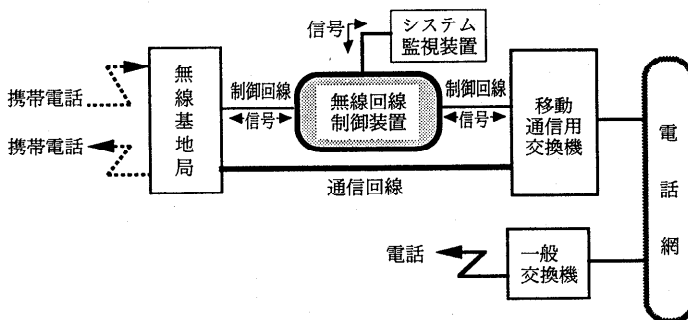 信号
システム
監視装置
携帯電話
携帯電話
無線基地局
制御回線
信号
無線回線
制御装置
制御回線
信号
移動
通信用
交換機
通信回線
電話網
電話
一般
交換機